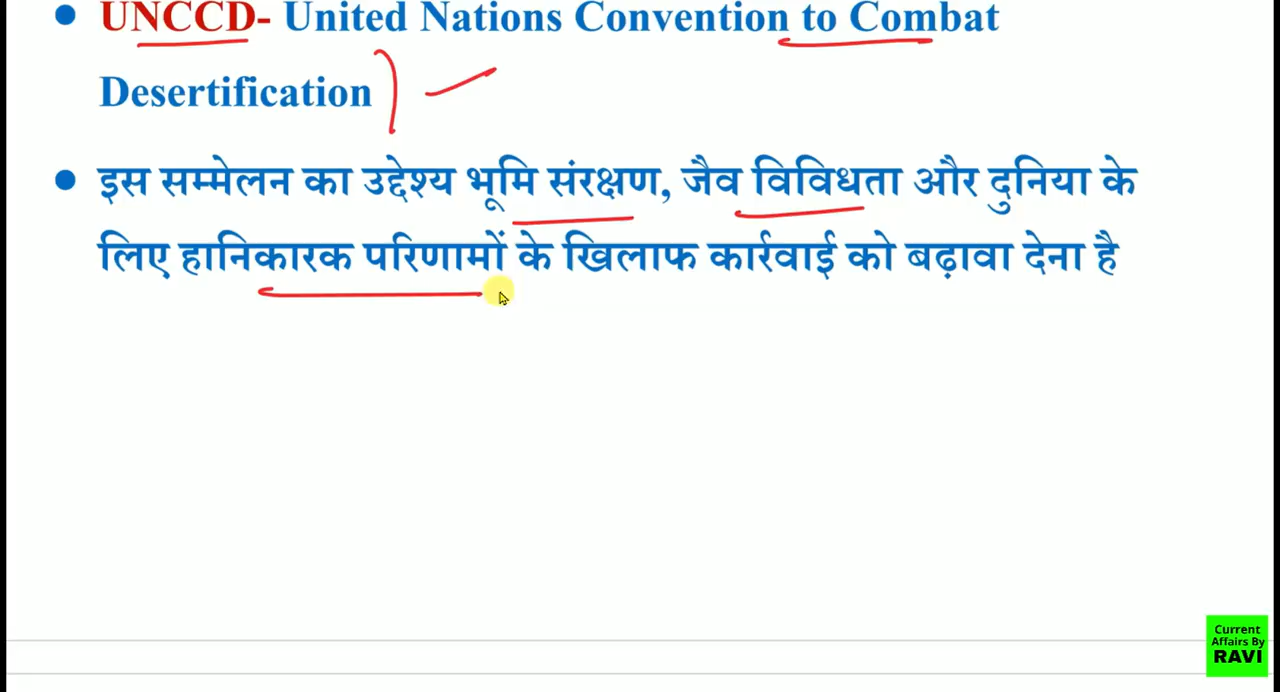 UNCCD- United Nations Convention to Combat
Desertification
इस सम्मेलन का उद्देश्य भूमि संरक्षण, जैव विविधता और दुनिया के
लिए हानिकारक परिणामों के खिलाफ कार्रवाई को बढ़ावा देना है
Current
Affairs By
RAVI